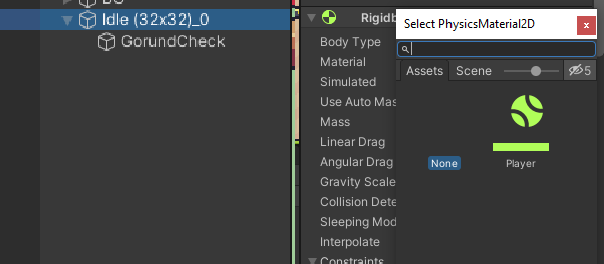 Idle (32x32)_0
GorundCheck
Body Type
Material
Simulated
Use Auto Mas
Mass
Linear Drag
Angular Drag
Gravity Scale
Collision Dete
Sleeping Mod
Interpolate
Constraints
Rigidb
Select PhysicsMaterial2D
x
Assets Scene 5
None Player